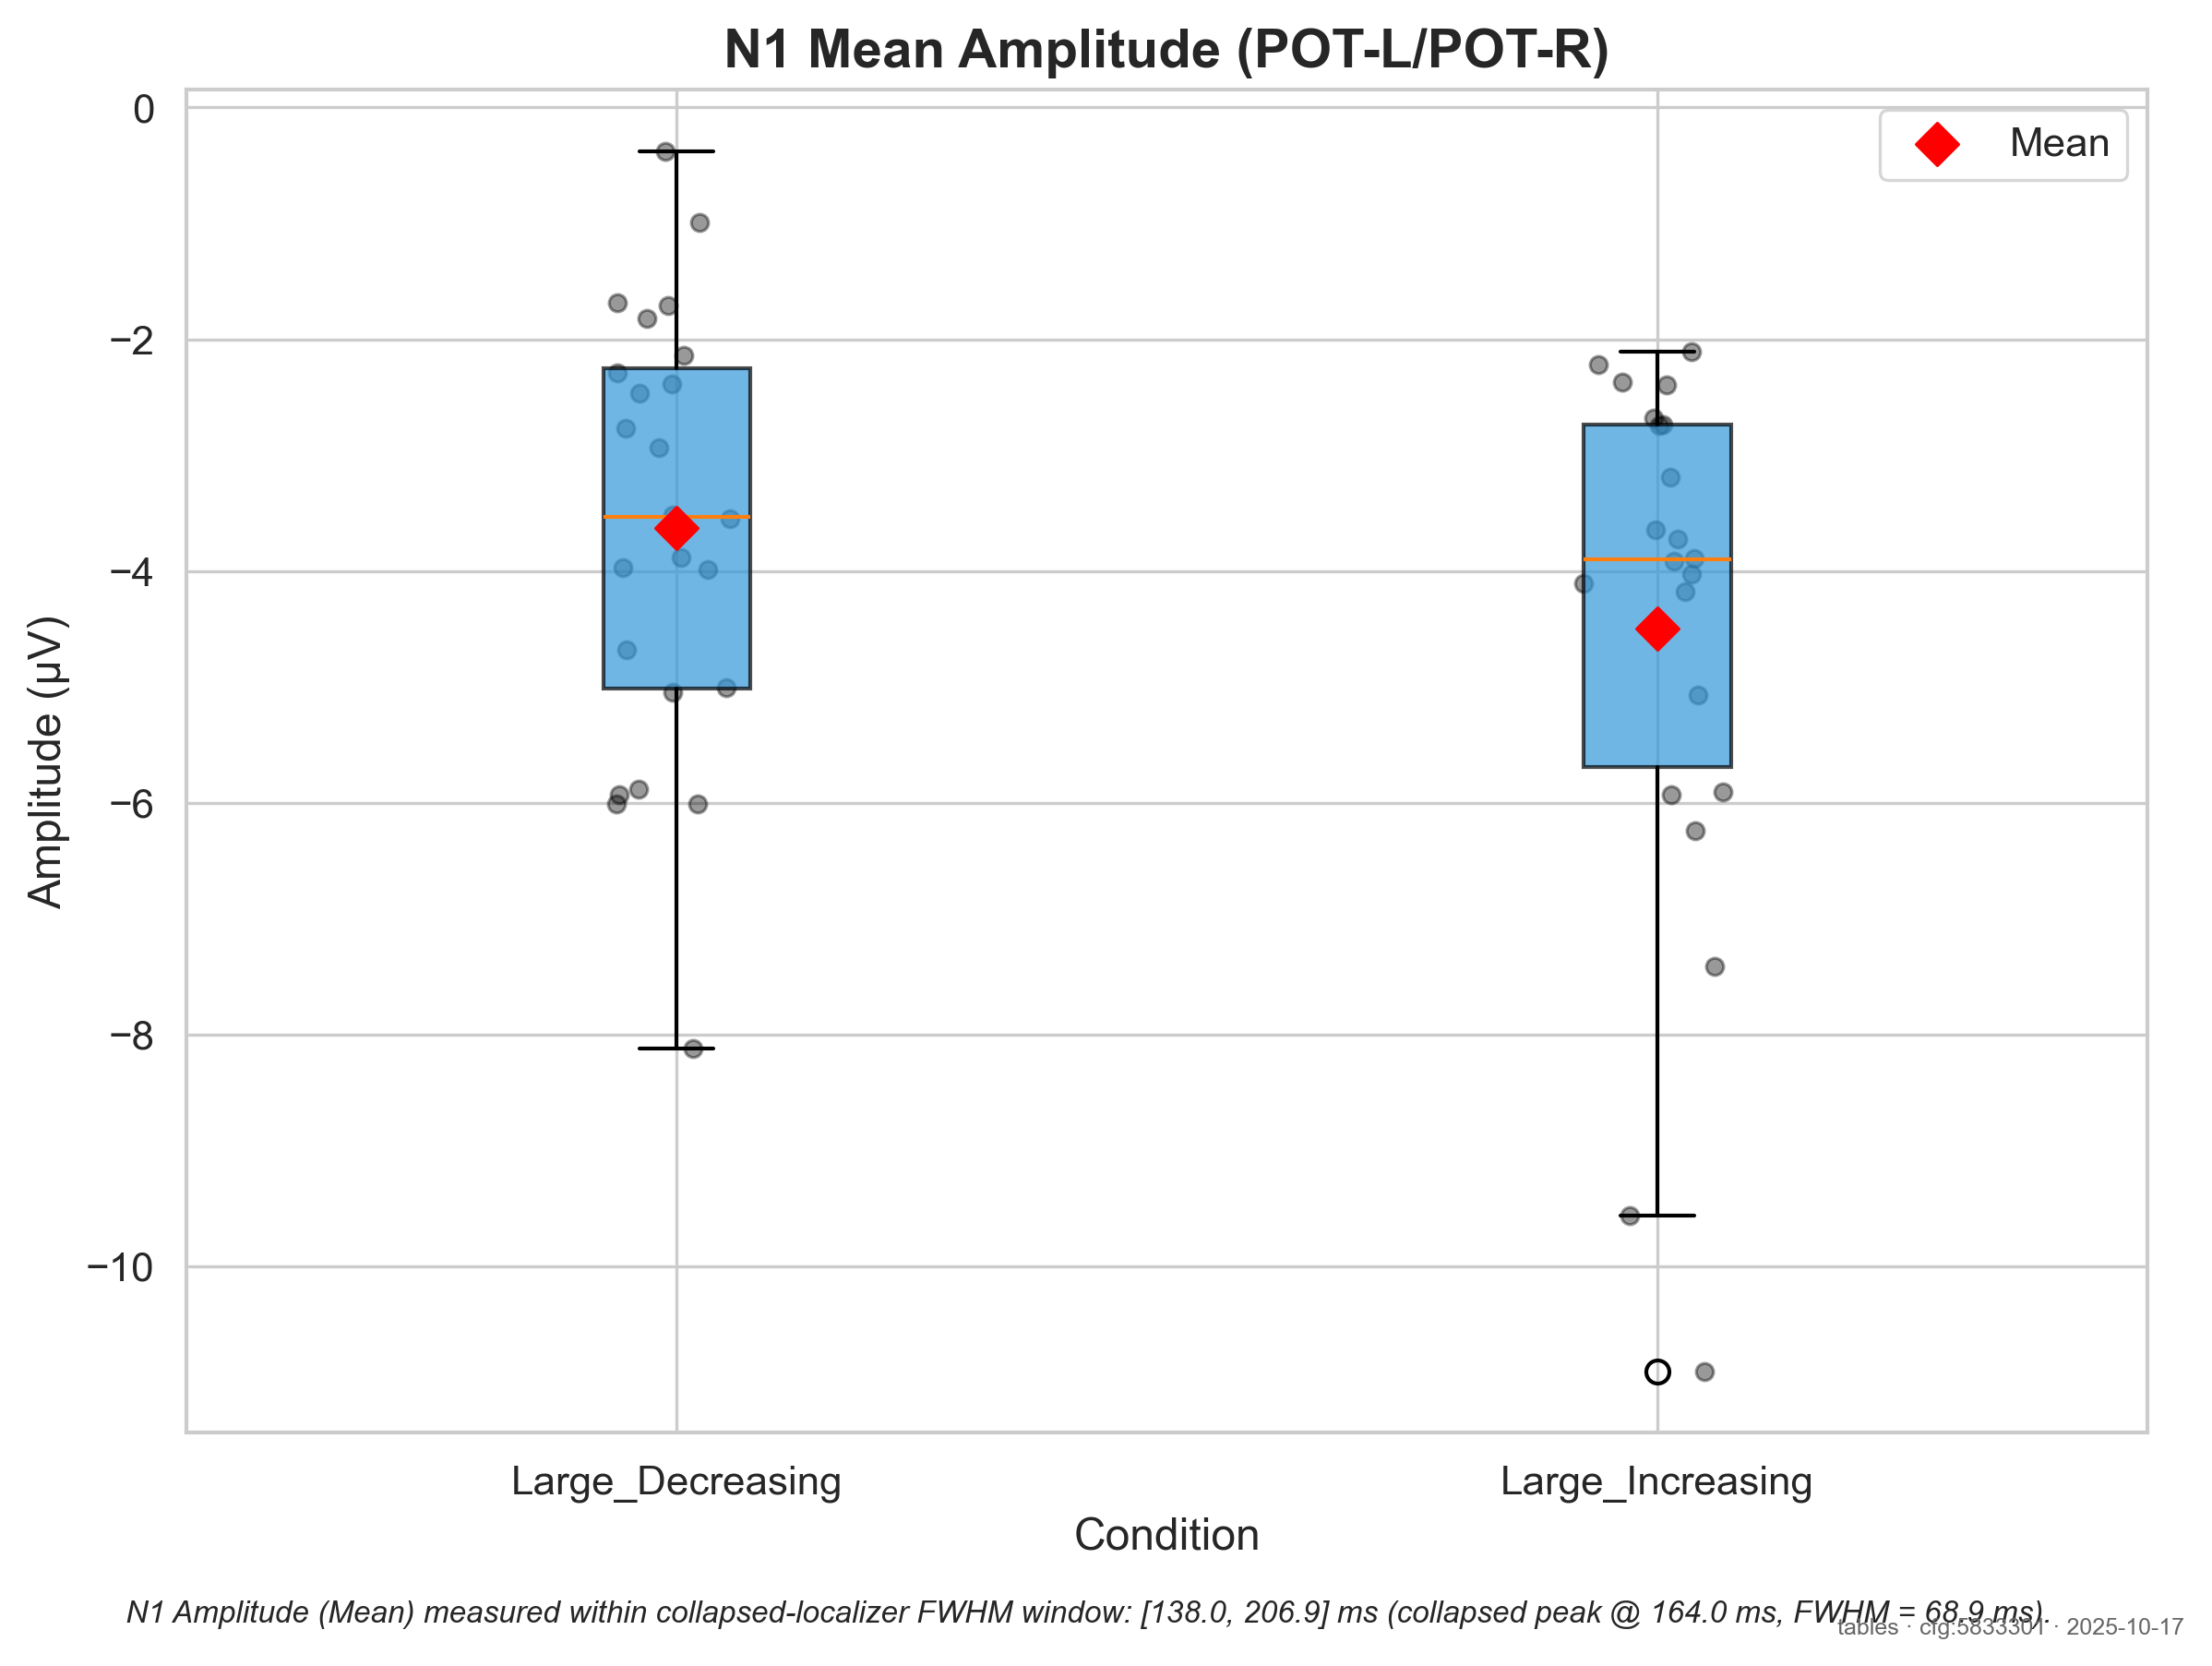 N1 Mean Amplitude (POT-L/POT-R)
Mean
0
−2
−4
−6
−8
−10
Amplitude (μV)
Large_Decreasing
Large_Increasing
Condition
N1 Amplitude (Mean) measured within collapsed-localizer FWHM window: [138.0, 206.9] ms (collapsed peak @ 164.0 ms, FWHM = 68.9 ms).
tables · cfg:5833301 · 2025-10-17